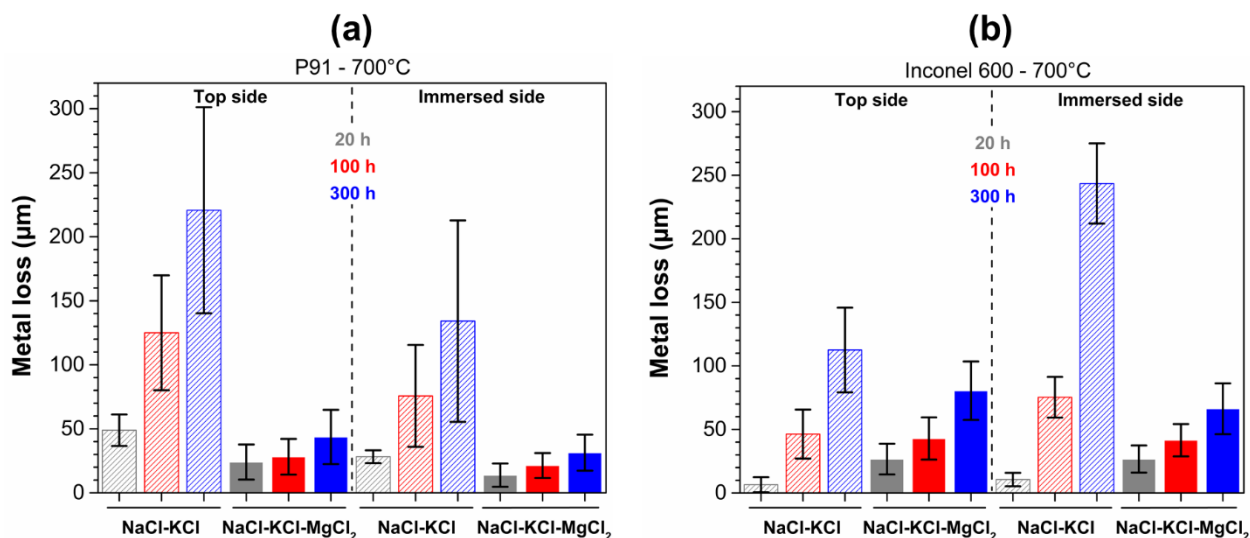 (a)
P91 - 700°C
Top side
Immersed side
20 h
100 h
300 h
Metal loss (µm)
300
250
200
150
100
50
0
NaCl-KCl
NaCl-KCl-MgCl₂
NaCl-KCl
NaCl-KCl-MgCl₂
(b)
Inconel 600 - 700°C
Top side
Immersed side
20 h
100 h
300 h
Metal loss (µm)
300
250
200
150
100
50
0
NaCl-KCl
NaCl-KCl-MgCl₂
NaCl-KCl
NaCl-KCl-MgCl₂